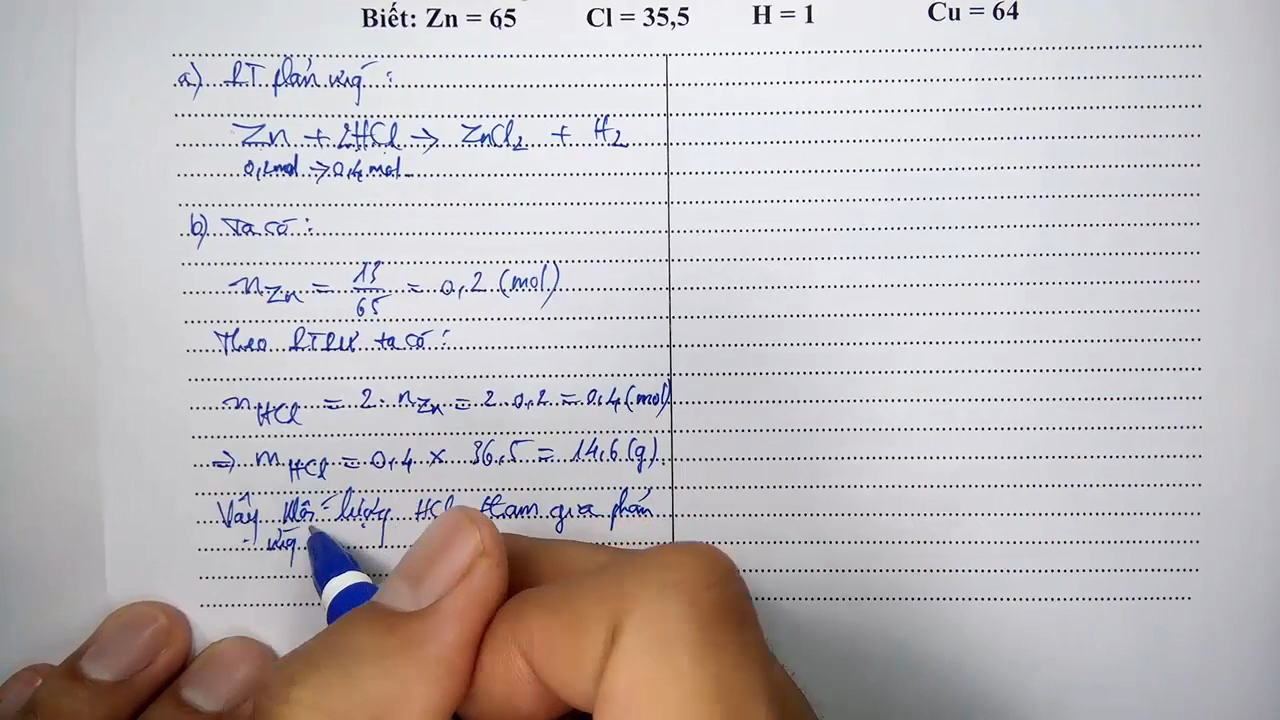 Biết: Zn = 65 Cl = 35,5 H = 1 Cu = 64
a) PT phản ứng :
Zn + 2HCl → ZnCl2 + H2
0,2mol → 0,4 mol
b) Ta có :
nZn = 13/65 = 0,2 (mol)
Theo PTPƯ ta có :
nHCl = 2. nZn = 2.0,2 = 0,4 (mol)
=> mHCl = 0,4 × 36,5 = 14,6 (g)
Vậy khối lượng HCl tham gia phản
ứng